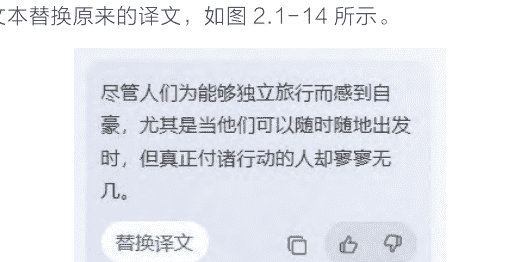 文本替换原来的译文，如图 2.1-14 所示。
尽管人们为能够独立旅行而感到自
豪，尤其是当他们可以随时随地出发
时，但真正付诸行动的人却寥寥无
几。
替换译文